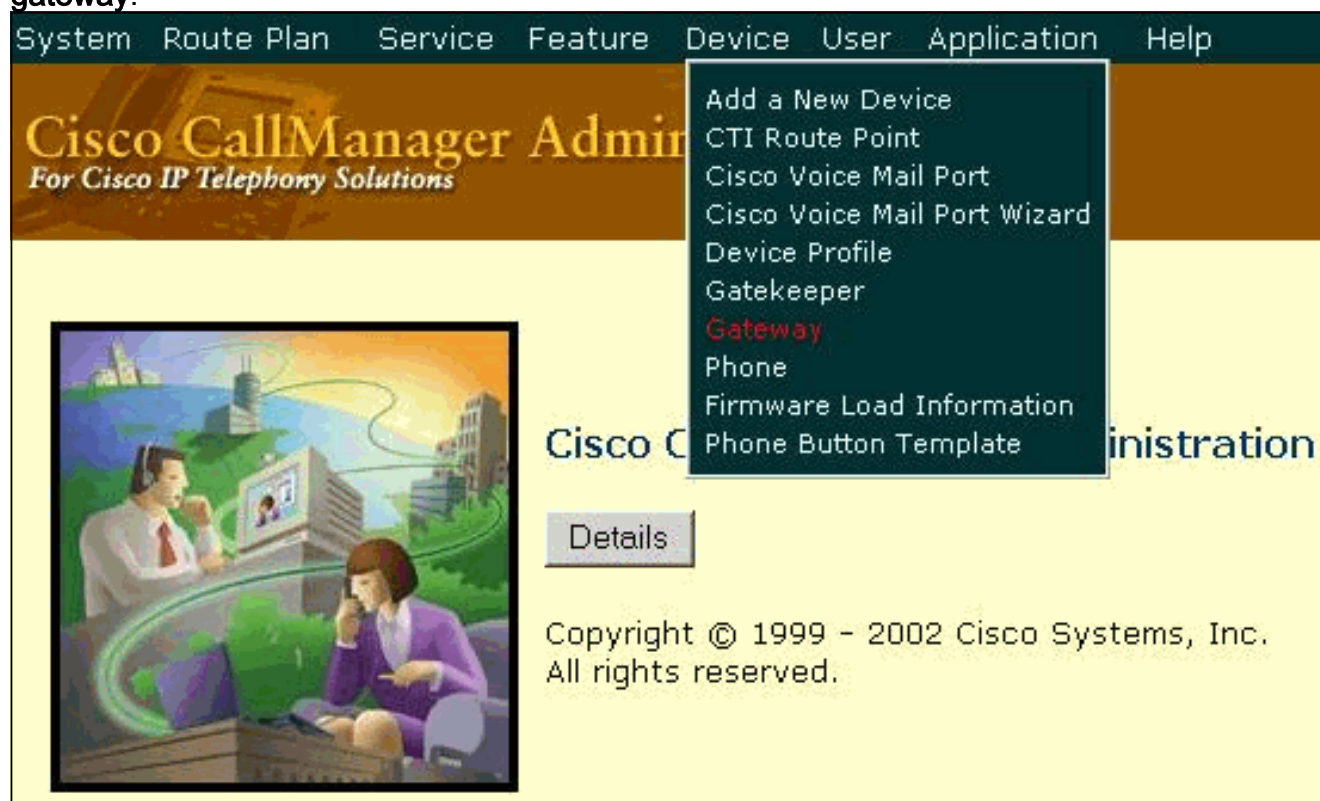 gateway.
System Route Plan Service Feature Device User Application Help
Cisco CallManager Admin
For Cisco IP Telephony Solutions
Add a New Device
CTI Route Point
Cisco Voice Mail Port
Cisco Voice Mail Port Wizard
Device Profile
Gatekeeper
Gateway
Phone
Firmware Load Information
Phone Button Template
Cisco C inistration
Details
Copyright © 1999 - 2002 Cisco Systems, Inc.
All rights reserved.